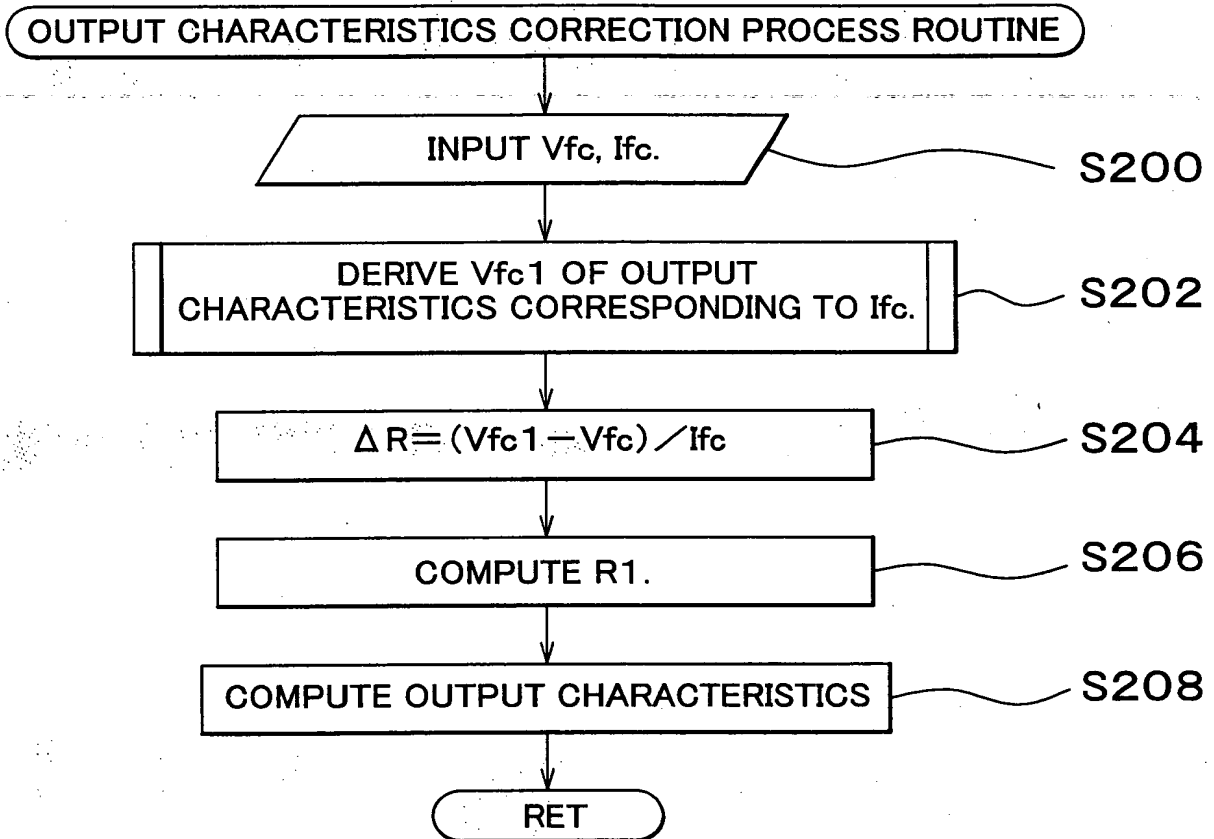 OUTPUT CHARACTERISTICS CORRECTION PROCESS ROUTINE
INPUT Vfc, Ifc.
S200
DERIVE Vfc1 OF OUTPUT
CHARACTERISTICS CORRESPONDING TO Ifc.
S202
ΔR=(Vfc1−Vfc)/Ifc
S204
COMPUTE R1.
S206
COMPUTE OUTPUT CHARACTERISTICS
S208
RET